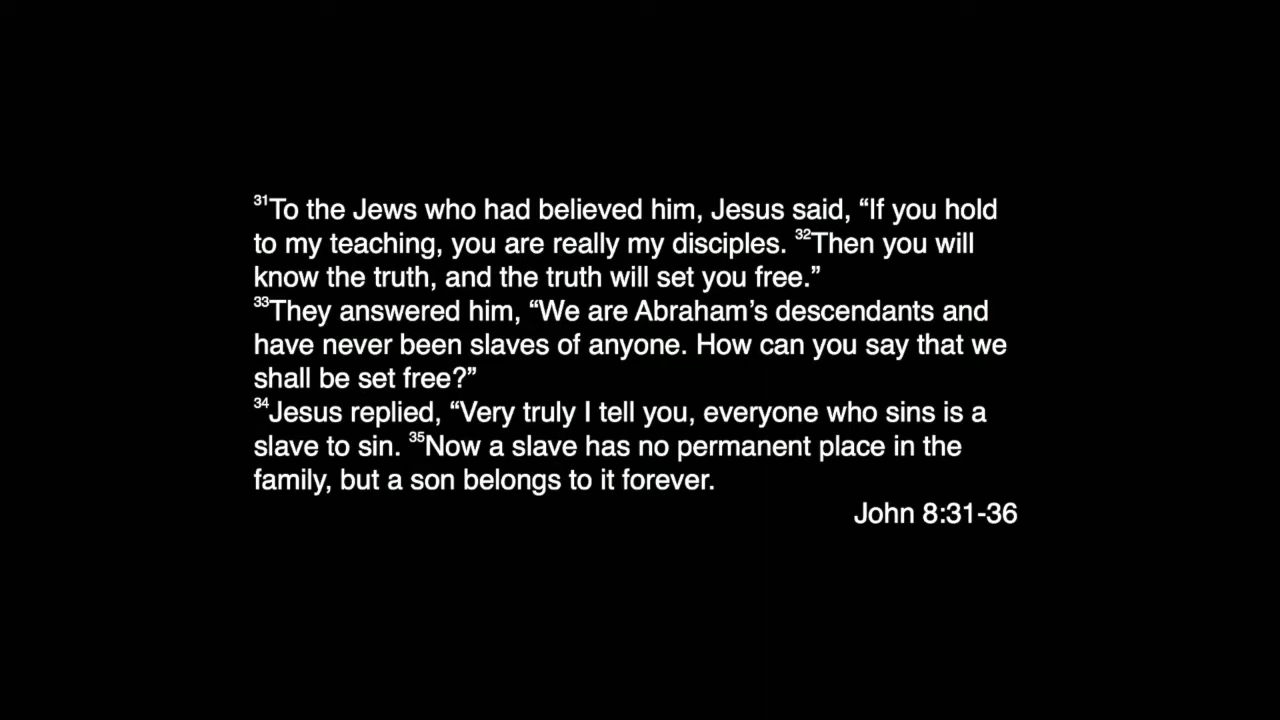 ³¹To the Jews who had believed him, Jesus said, “If you hold
to my teaching, you are really my disciples. ³²Then you will
know the truth, and the truth will set you free.”
³³They answered him, “We are Abraham’s descendants and
have never been slaves of anyone. How can you say that we
shall be set free?”
³⁴Jesus replied, “Very truly I tell you, everyone who sins is a
slave to sin. ³⁵Now a slave has no permanent place in the
family, but a son belongs to it forever.
John 8:31-36